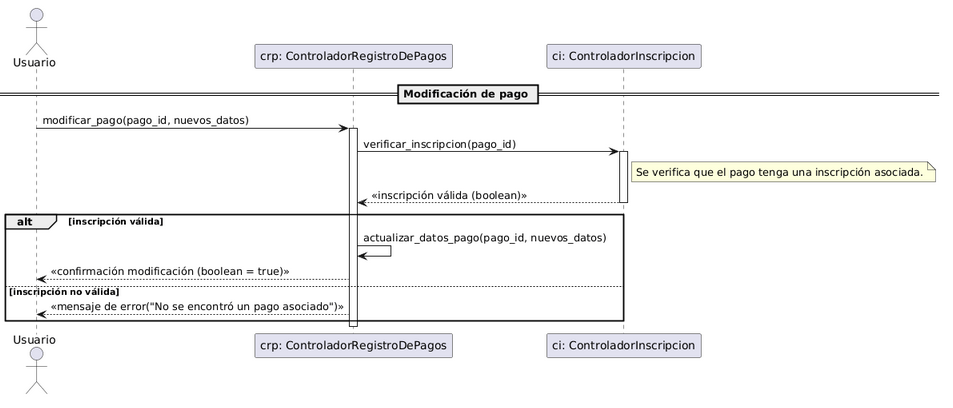 Usuario
crp: ControladorRegistroDePagos
ci: ControladorInscripcion
Modificación de pago
modificar_pago(pago_id, nuevos_datos)
verificar_inscripcion(pago_id)
Se verifica que el pago tenga una inscripción asociada.
«inscripción válida (boolean)»
alt
[inscripción válida]
actualizar_datos_pago(pago_id, nuevos_datos)
«confirmación modificación (boolean = true)»
[inscripción no válida]
«mensaje de error("No se encontró un pago asociado")»
Usuario
crp: ControladorRegistroDePagos
ci: ControladorInscripcion